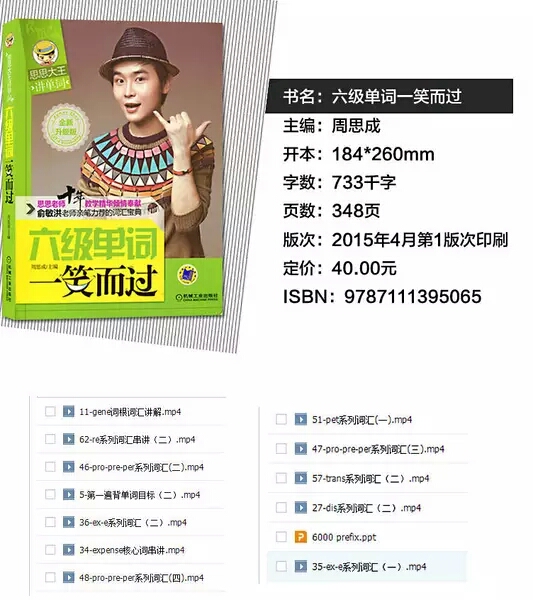 思思大王
讲单词
全新
升级版
六级单词
一笑而过
思思老师 十年 教学精华倾情奉献
俞敏洪老师亲笔力荐的词汇宝典
六级单词
周思成/主编
一笑而过
机械工业出版社
书名：六级单词一笑而过
主编：周思成
开本：184*260mm
字数：733千字
页数：348页
版次：2015年4月第1版次印刷
定价：40.00元
ISBN：9787111395065
11-gene词根词汇讲解.mp4
62-re系列词汇串讲（二）.mp4
46-pro-pre-per系列词汇(二).mp4
5-第一遍背单词目标（二）.mp4
36-ex-e系列词汇（二）.mp4
34-expense核心词串讲.mp4
48-pro-pre-per系列词汇(四).mp4
51-pet系列词汇(一).mp4
47-pro-pre-per系列词汇(三).mp4
57-trans系列词汇（二）.mp4
27-dis系列词汇（二）.mp4
6000 prefix.ppt
35-ex-e系列词汇（一）.mp4